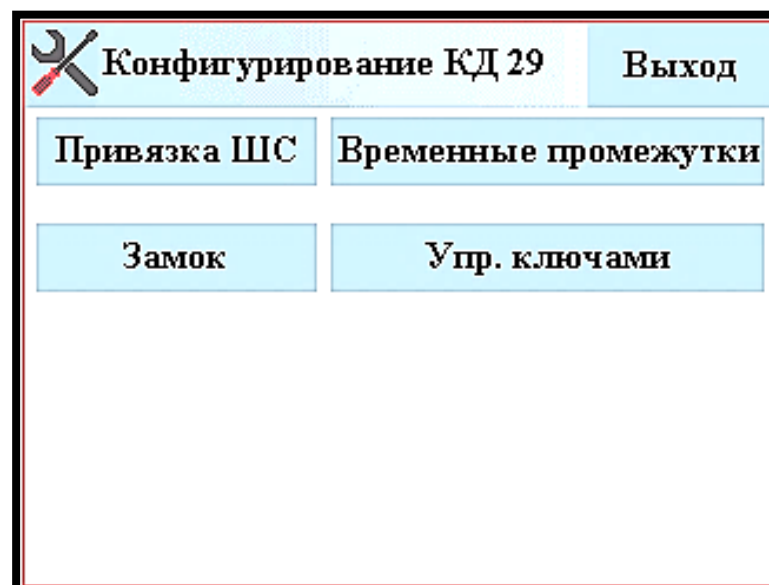 Конфигурирование КД 29
Выход
Привязка ШС
Временные промежутки
Замок
Упр. ключами